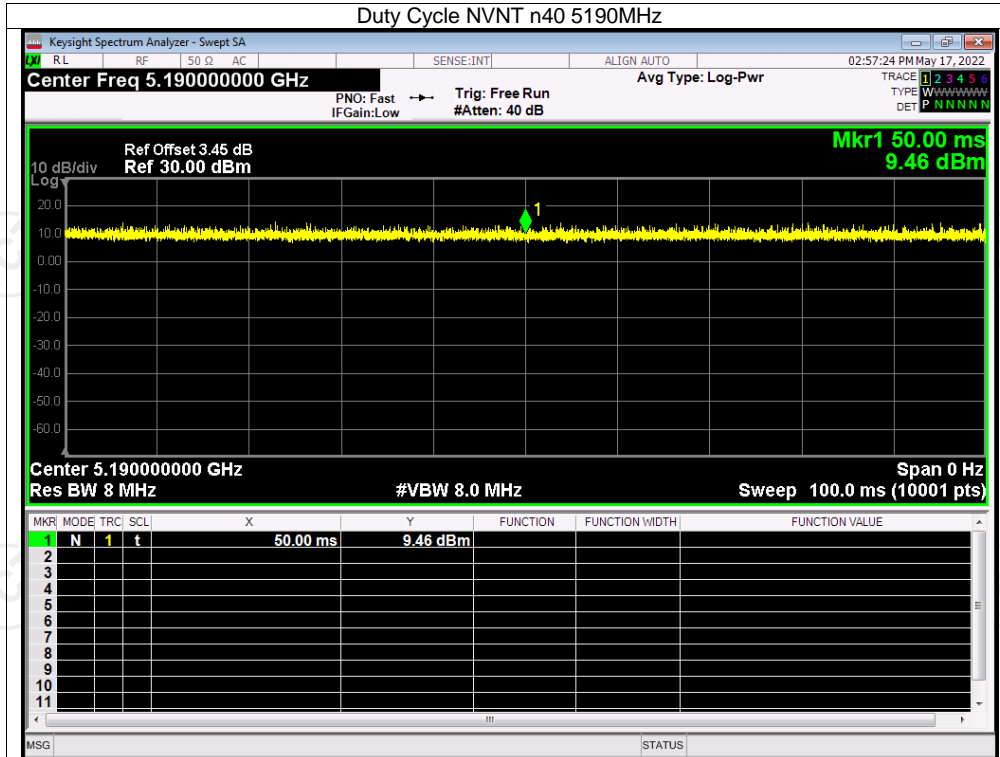 Duty Cycle NVNT n40 5190MHz
Keysight Spectrum Analyzer - Swept SA
LXI RL RF 50 Ω AC SENSE:INT ALIGN AUTO 02:57:24 PM May 17, 2022
Center Freq 5.190000000 GHz Avg Type: Log-Pwr TRACE 1 2 3 4 5 6
PNO: Fast Trig: Free Run TYPE W W W W W W
IFGain:Low #Atten: 40 dB DET P N N N N N
Ref Offset 3.45 dB Mkr1 50.00 ms
10 dB/div Ref 30.00 dBm 9.46 dBm
Log
20.0
1
10.0
0.00
-10.0
-20.0
-30.0
-40.0
-50.0
-60.0
Center 5.190000000 GHz Span 0 Hz
Res BW 8 MHz #VBW 8.0 MHz Sweep 100.0 ms (10001 pts)
MKR MODE TRC SCL X Y FUNCTION FUNCTION WIDTH FUNCTION VALUE
1 N 1 t 50.00 ms 9.46 dBm
2
3
4
5
6
7
8
9
10
11
MSG STATUS